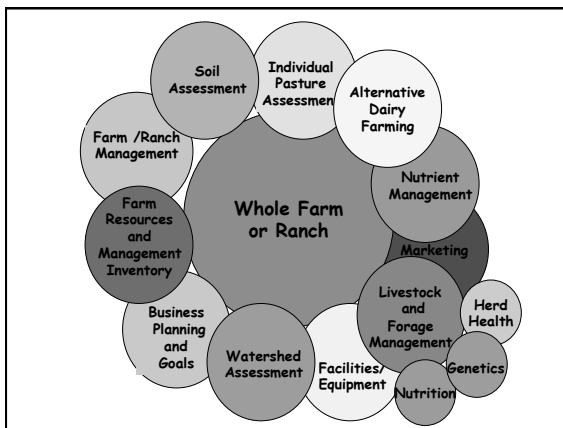 Soil
Assessment
Individual
Pasture
Assessmen
Alternative
Dairy
Farming
Farm /Ranch
Management
Nutrient
Management
Farm
Resources
and
Management
Inventory
Whole Farm
or Ranch
Marketing
Business
Planning
and
Goals
Watershed
Assessment
Facilities/
Equipment
Livestock
and
Forage
Management
Herd
Health
Genetics
Nutrition